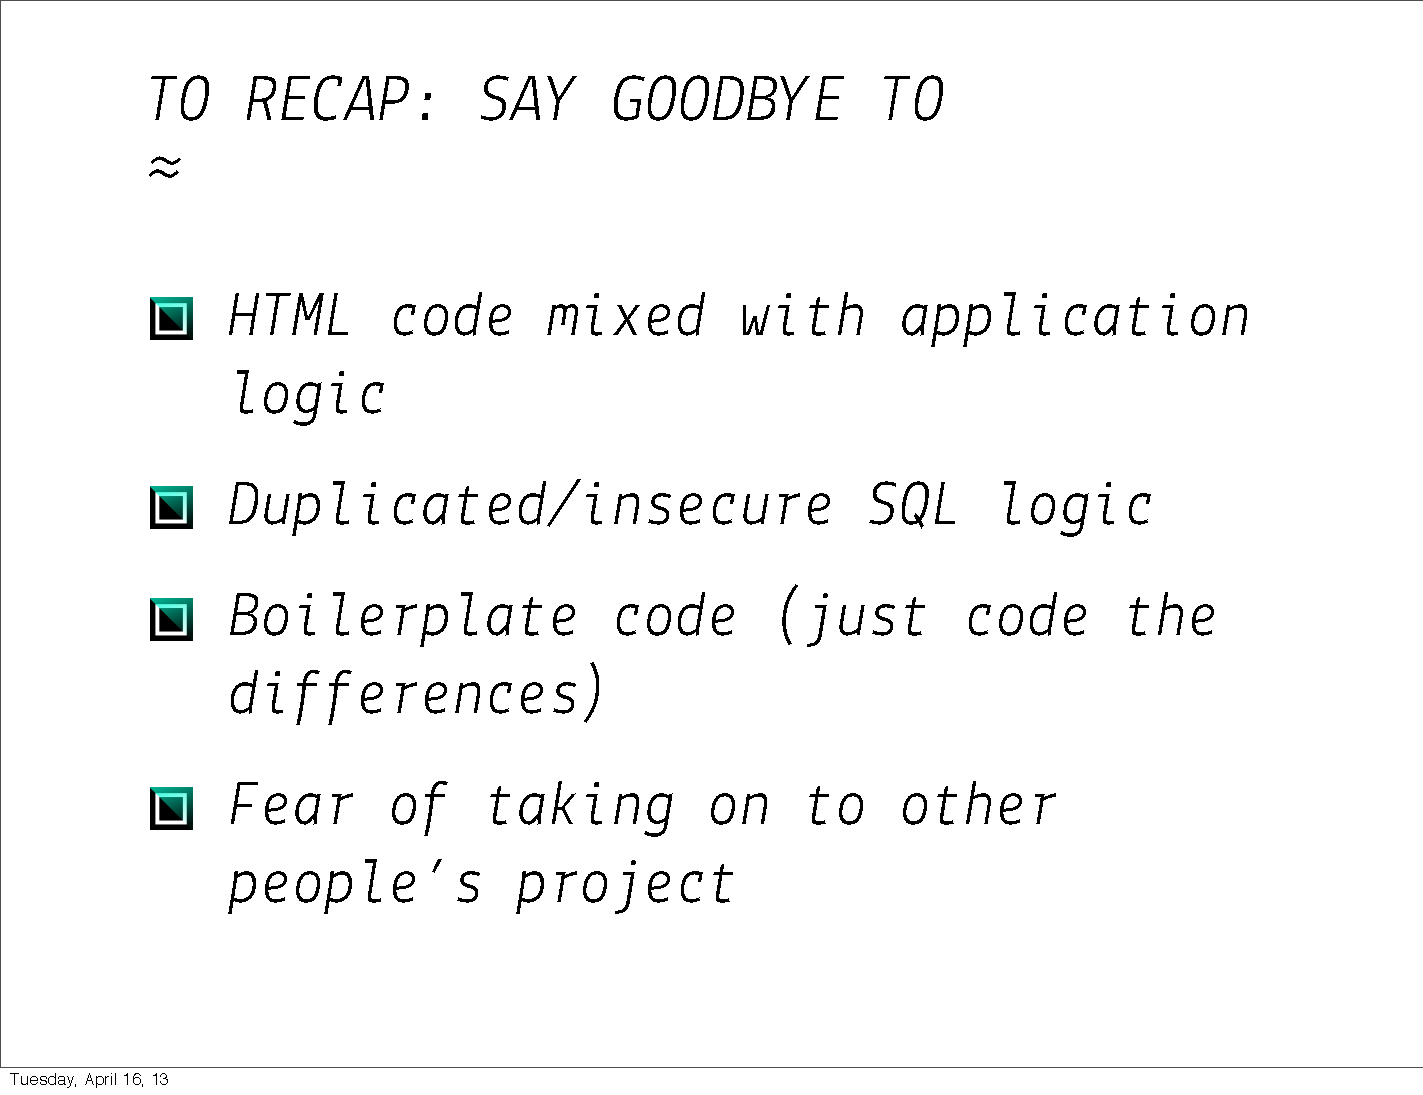 TO RECAP: SAY GOODBYE TO
≈
HTML code mixed with application
logic
Duplicated/insecure SQL logic
Boilerplate code (just code the
differences)
Fear of taking on to other
people’s project
Tuesday, April 16, 13